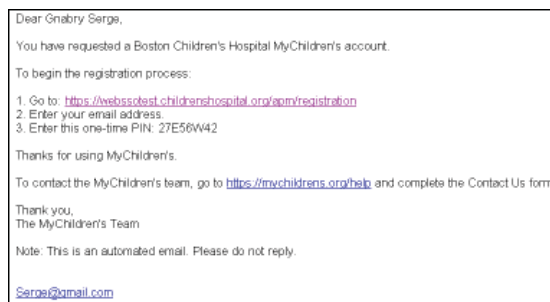 Dear Gnabry Serge,
You have requested a Boston Children's Hospital MyChildren's account.
To begin the registration process:
1. Go to: https://webssotest.childrenshospital.org/apm/registration
2. Enter your email address.
3. Enter this one-time PIN: 27E56W42
Thanks for using MyChildren's.
To contact the MyChildren's team, go to https://mychildrens.org/help and complete the Contact Us form
Thank you,
The MyChildren's Team
Note: This is an automated email. Please do not reply.
Serge@gmail.com